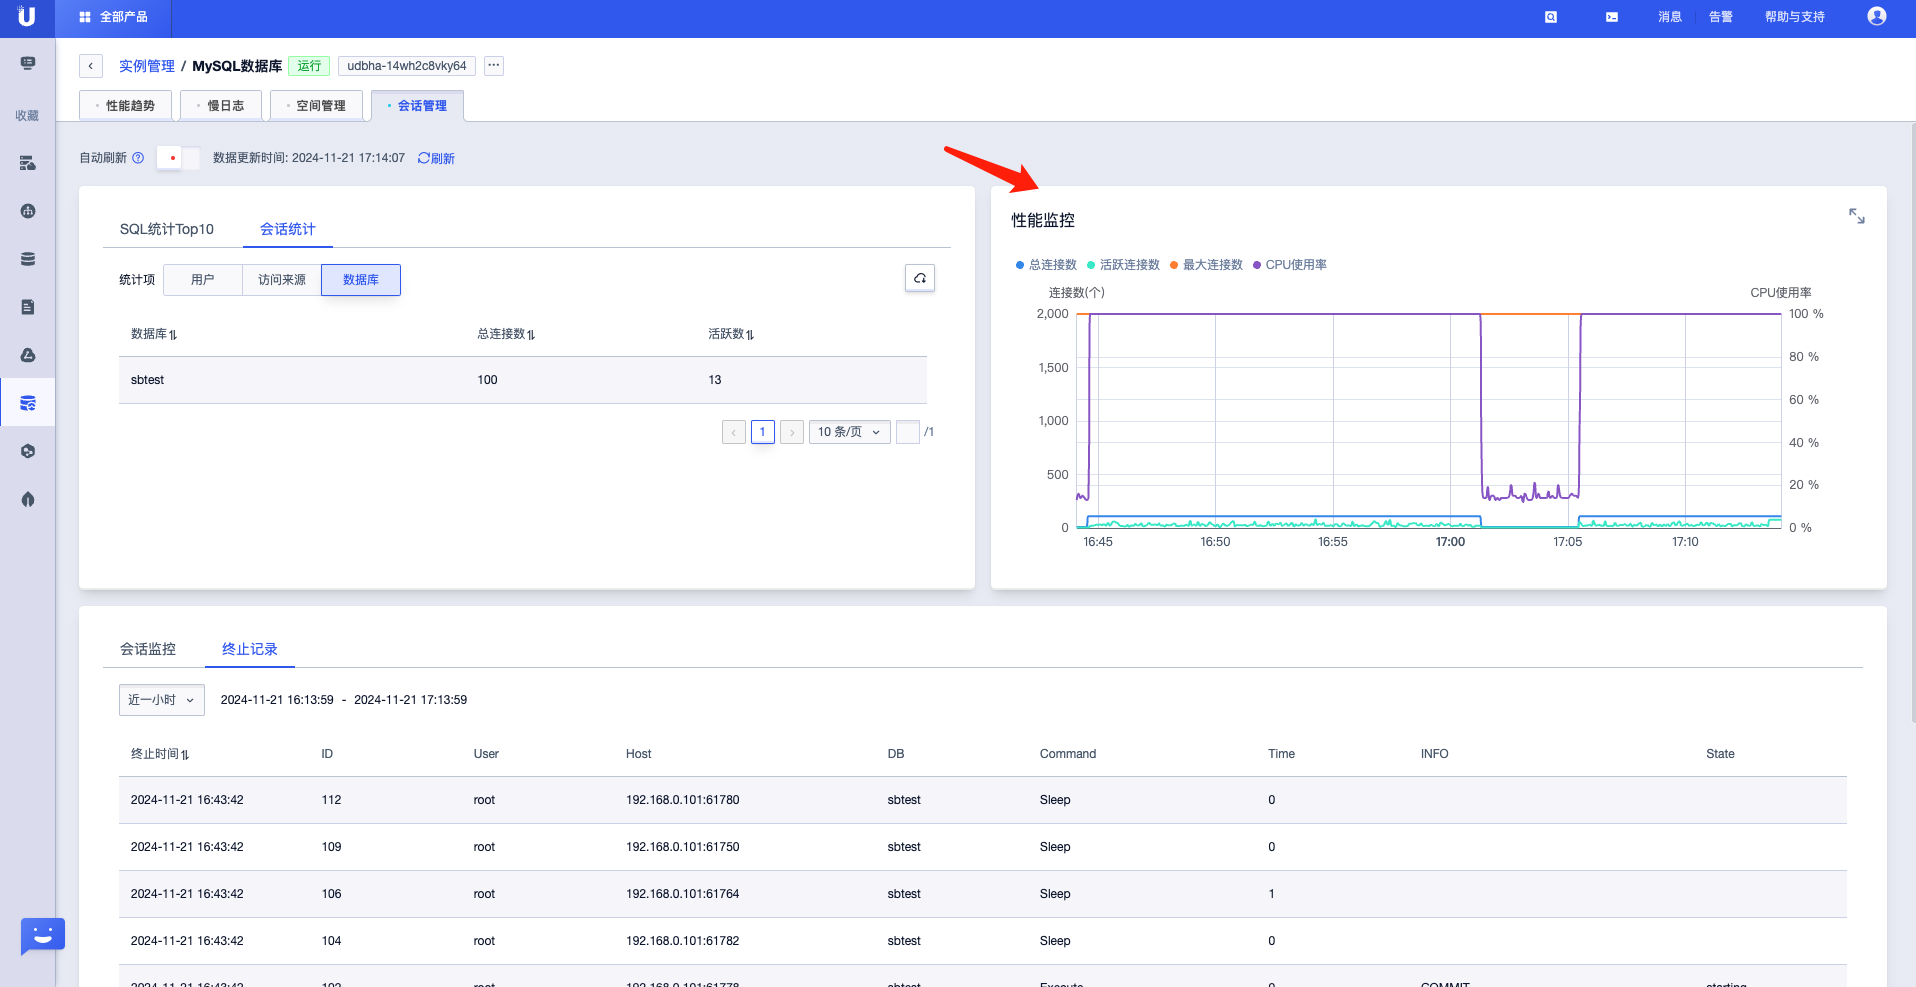 全部产品
消息
告警
帮助与支持
收藏
实例管理 / MySQL数据库 运行 udbha-14wh2c8vky64 ...
性能趋势
慢日志
空间管理
会话管理
自动刷新 数据更新时间: 2024-11-21 17:14:07 刷新
SQL统计Top10 会话统计
统计项 用户 访问来源 数据库
数据库 总连接数 活跃数
sbtest 100 13
1 10 条/页 /1
性能监控
总连接数 活跃连接数 最大连接数 CPU使用率
连接数(个) CPU使用率
2,000 100 %
80 %
1,500
60 %
1,000
40 %
500
20 %
0 0 %
16:45 16:50 16:55 17:00 17:05 17:10
会话监控 终止记录
近一小时 2024-11-21 16:13:59 - 2024-11-21 17:13:59
终止时间 ID User Host DB Command Time INFO State
2024-11-21 16:43:42 112 root 192.168.0.101:61780 sbtest Sleep 0
2024-11-21 16:43:42 109 root 192.168.0.101:61750 sbtest Sleep 0
2024-11-21 16:43:42 106 root 192.168.0.101:61764 sbtest Sleep 1
2024-11-21 16:43:42 104 root 192.168.0.101:61782 sbtest Sleep 0
2024-11-21 16:43:42 root sbtest Execute 0 COMMIT starting